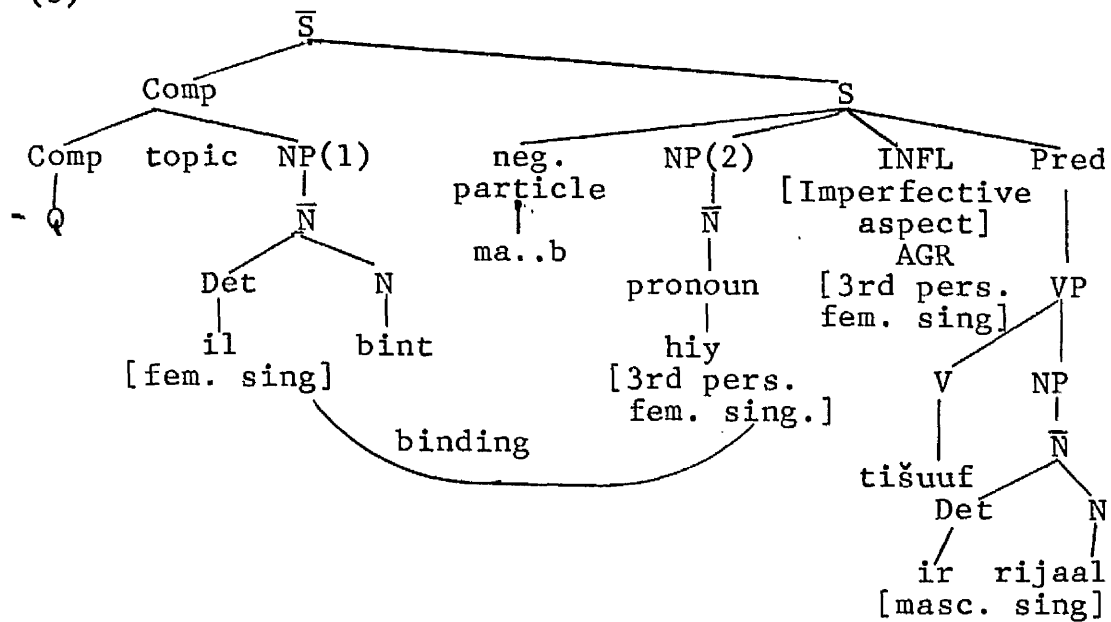 S̅
Comp S
Comp topic NP(1) neg. NP(2) INFL Pred
particle [Imperfective
- Q N̅ N̅ aspect]
ma..b AGR
Det N pronoun [3rd pers. VP
fem. sing]
il bint hiy
[fem. sing] [3rd pers. V NP
fem. sing.]
binding N̅
tišuuf
Det N
ir rijaal
[masc. sing]